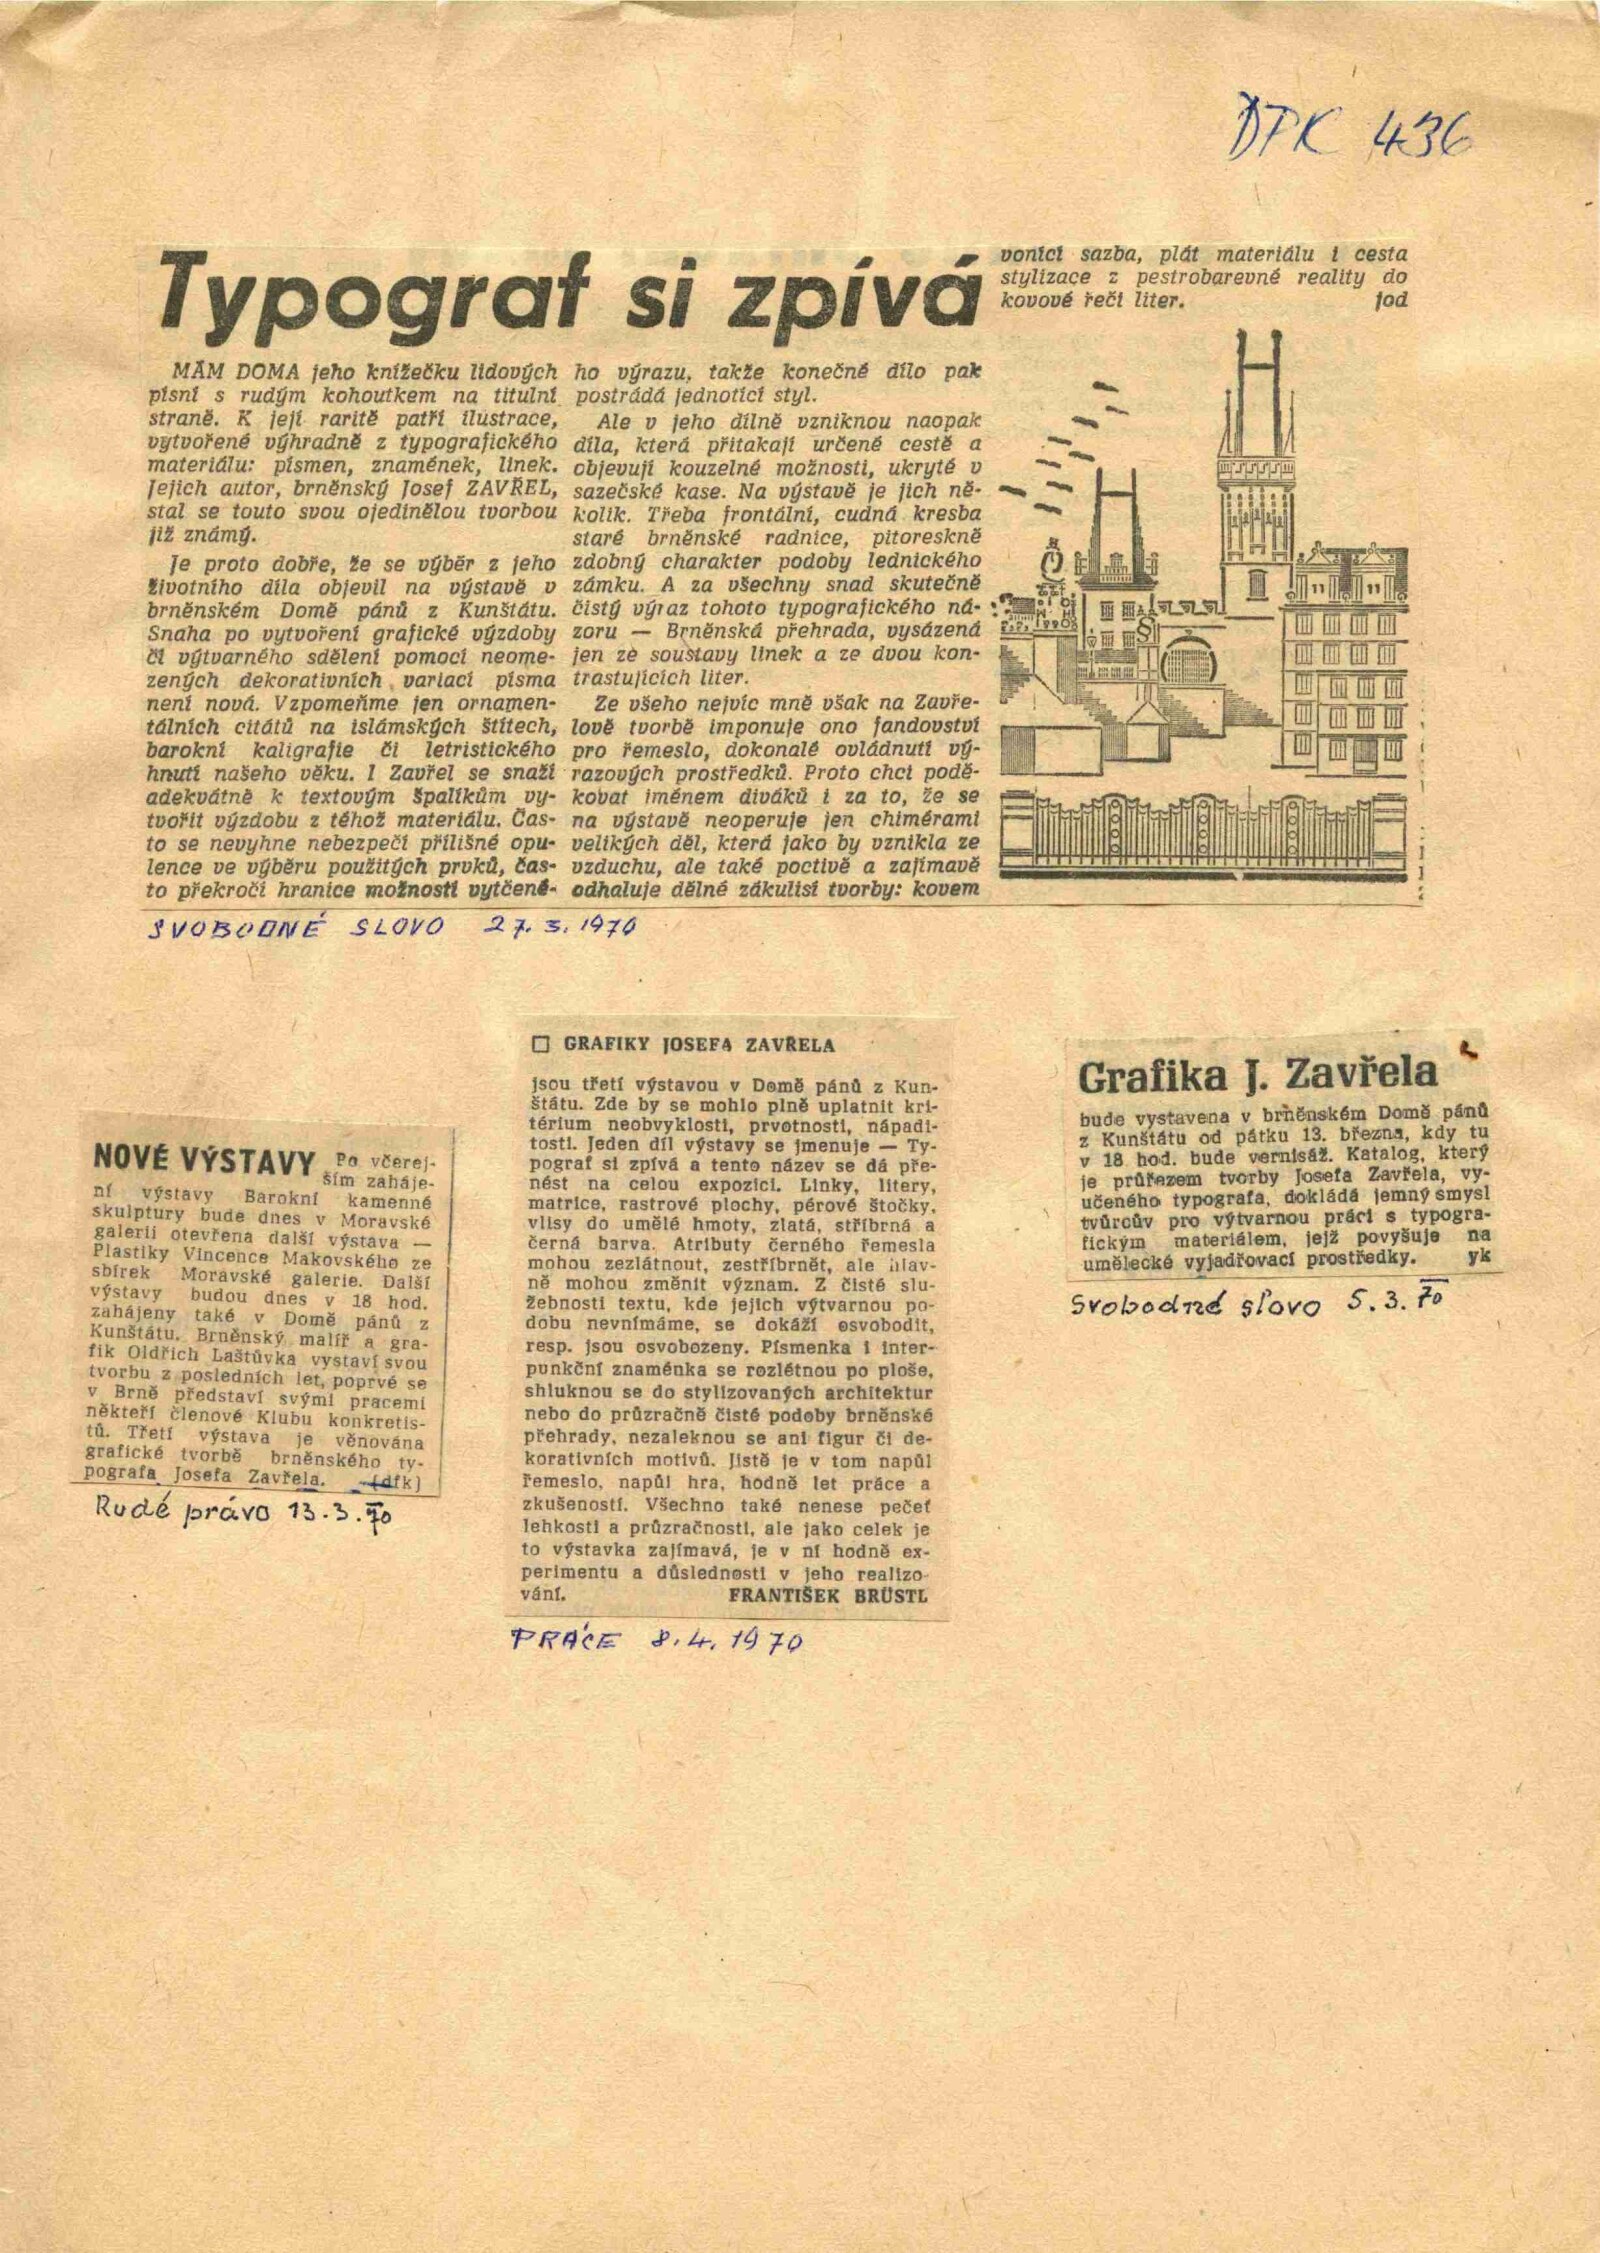 DPK 436
Typograf si zpívá
MÁM DOMA jeho knížečku lidových
písní s rudým kohoutkem na titulní
straně. K její raritě patří ilustrace,
vytvořené výhradně z typografického
materiálu: písmen, znamének, linek.
Jejich autor, brněnský Josef ZAVŘEL,
stal se touto svou ojedinělou tvorbou
již známý.
Je proto dobře, že se výběr z jeho
životního díla objevil na výstavě v
brněnském Domě pánů z Kunštátu.
Snaha po vytvoření grafické výzdoby
či výtvarného sdělení pomocí neome-
zených dekorativních variací písma
není nová. Vzpomeňme jen ornamen-
tálních citátů na islámských štítech,
barokní kaligrafie či letristického
hnutí našeho věku. I Zavřel se snaží
adekvátně k textovým špalíkům vy-
tvořit výzdobu z téhož materiálu. Čas-
to se nevyhne nebezpečí přílišné opu-
lence ve výběru použitých prvků, čas-
to překročí hranice možností vytčené-
ho výrazu, takže konečné dílo pak
postrádá jednotící styl.
Ale v jeho dílně vzniknou naopak
díla, která přitakají určené cestě a
objevují kouzelné možnosti, ukryté v
sazečské kase. Na výstavě je jich ně-
kolik. Třeba frontální, cudná kresba
staré brněnské radnice, pitoreskně
zdobný charakter podoby lednického
zámku. A za všechny snad skutečně
čistý výraz tohoto typografického ná-
zoru — Brněnská přehrada, vysázená
jen ze soustavy linek a ze dvou kon-
trastujících liter.
Ze všeho nejvíc mně však na Zavře-
lově tvorbě imponuje ono fandovství
pro řemeslo, dokonalé ovládnutí vý-
razových prostředků. Proto chci podě-
kovat jménem diváků i za to, že se
na výstavě neoperuje jen chimérami
velikých děl, která jako by vznikla ze
vzduchu, ale také poctivě a zajímavě
odhaluje dělné zákulisí tvorby: kovem
vonící sazba, plát materiálu i cesta
stylizace z pestrobarevné reality do
kovové řeči liter. jod
SVOBODNÉ SLOVO 27. 3. 1970
NOVÉ VÝSTAVY Po včerej-
ším zaháje-
ní výstavy Barokní kamenné
skulptury bude dnes v Moravské
galerii otevřena další výstava —
Plastiky Vincence Makovského ze
sbírek Moravské galerie. Další
výstavy budou dnes v 18 hod.
zahájeny také v Domě pánů z
Kunštátu. Brněnský malíř a gra-
fik Oldřich Laštůvka vystaví svou
tvorbu z posledních let, poprvé se
v Brně představí svými pracemi
někteří členové Klubu konkretis-
tů. Třetí výstava je věnována
grafické tvorbě brněnského ty-
pografa Josefa Zavřela. (dfk)
Rudé právo 13.3.70
GRAFIKY JOSEFA ZAVŘELA
jsou třetí výstavou v Domě pánů z Kun-
štátu. Zde by se mohlo plně uplatnit kri-
térium neobvyklosti, prvotnosti, nápadi-
tosti. Jeden díl výstavy se jmenuje — Ty-
pograf si zpívá a tento název se dá pře-
nést na celou expozici. Linky, litery,
matrice, rastrové plochy, pérové štočky,
vlisy do umělé hmoty, zlatá, stříbrná a
černá barva. Atributy černého řemesla
mohou zezlátnout, zestříbrnět, ale hlav-
ně mohou změnit význam. Z čisté slu-
žebnosti textu, kde jejich výtvarnou po-
dobu nevnímáme, se dokáží osvobodit,
resp. jsou osvobozeny. Písmenka i inter-
punkční znaménka se rozlétnou po ploše,
shluknou se do stylizovaných architektur
nebo do průzračně čisté podoby brněnské
přehrady, nezaleknou se ani figur či de-
korativních motivů. Jistě je v tom napůl
řemeslo, napůl hra, hodně let práce a
zkušeností. Všechno také nenese pečeť
lehkosti a průzračnosti, ale jako celek je
to výstavka zajímavá, je v ní hodně ex-
perimentu a důslednosti v jeho realizo-
vání. FRANTIŠEK BRÜSTL
PRÁCE 8.4.1970
Grafika J. Zavřela
bude vystavena v brněnském Domě pánů
z Kunštátu od pátku 13. března, kdy tu
v 18 hod. bude vernisáž. Katalog, který
je průřezem tvorby Josefa Zavřela, vy-
učeného typografa, dokládá jemný smysl
tvůrcův pro výtvarnou práci s typogra-
fickým materiálem, jejž povyšuje na
umělecké vyjadřovací prostředky. yk
Svobodné slovo 5.3.70